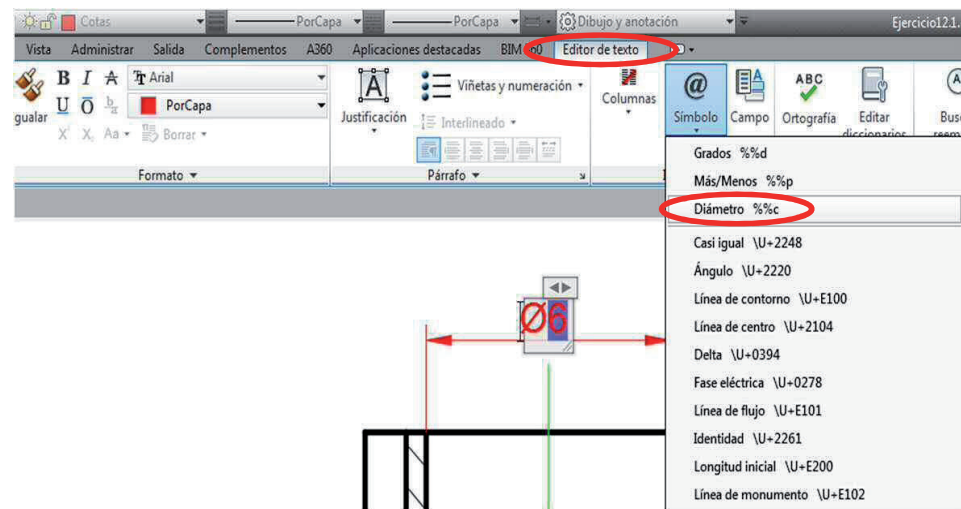 Cotas PorCapa PorCapa Dibujo y anotación Ejercicio12.1.
Vista Administrar Salida Complementos A360 Aplicaciones destacadas BIM 360 Editor de texto
B I A Arial Viñetas y numeración
U O PorCapa Justificación Interlineado
gualar X X, Aa Borrar
Columnas
@ Símbolo Campo ABC Ortografía Editar diccionarios
Formato Párrafo
Grados %%d
Más/Menos %%p
Diámetro %%c
Casi igual \U+2248
Ángulo \U+2220
Línea de contorno \U+E100
Línea de centro \U+2104
Delta \U+0394
Fase eléctrica \U+0278
Línea de flujo \U+E101
Identidad \U+2261
Longitud inicial \U+E200
Línea de monumento \U+E102
Ø6